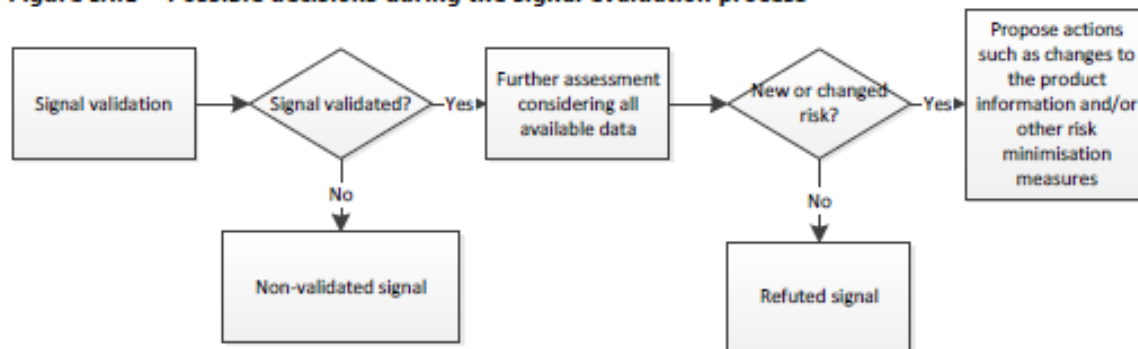 Possible decisions during the signal evaluation process
Signal validation
Signal validated?
Yes
Further assessment
considering all
available data
New or changed
risk?
Yes
Propose actions
such as changes to
the product
information and/or
other risk
minimisation
measures
No
Non-validated signal
No
Refuted signal